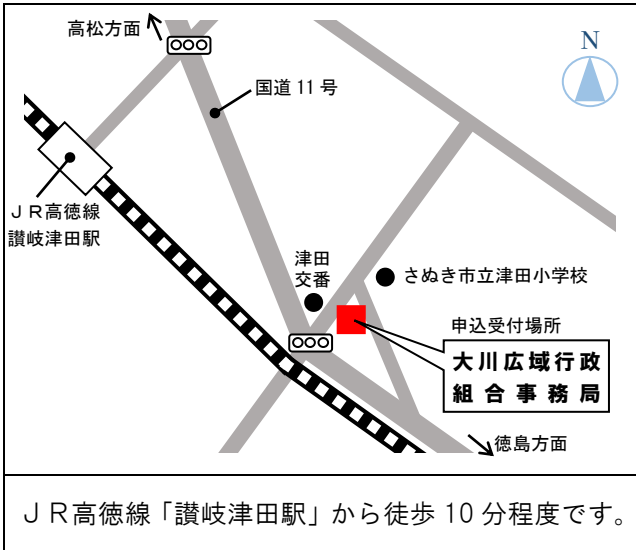 高松方面
N
国道11号
ＪＲ高徳線
讃岐津田駅
津田
交番
さぬき市立津田小学校
申込受付場所
大川広域行政
組合事務局
徳島方面
ＪＲ高徳線「讃岐津田駅」から徒歩10分程度です。